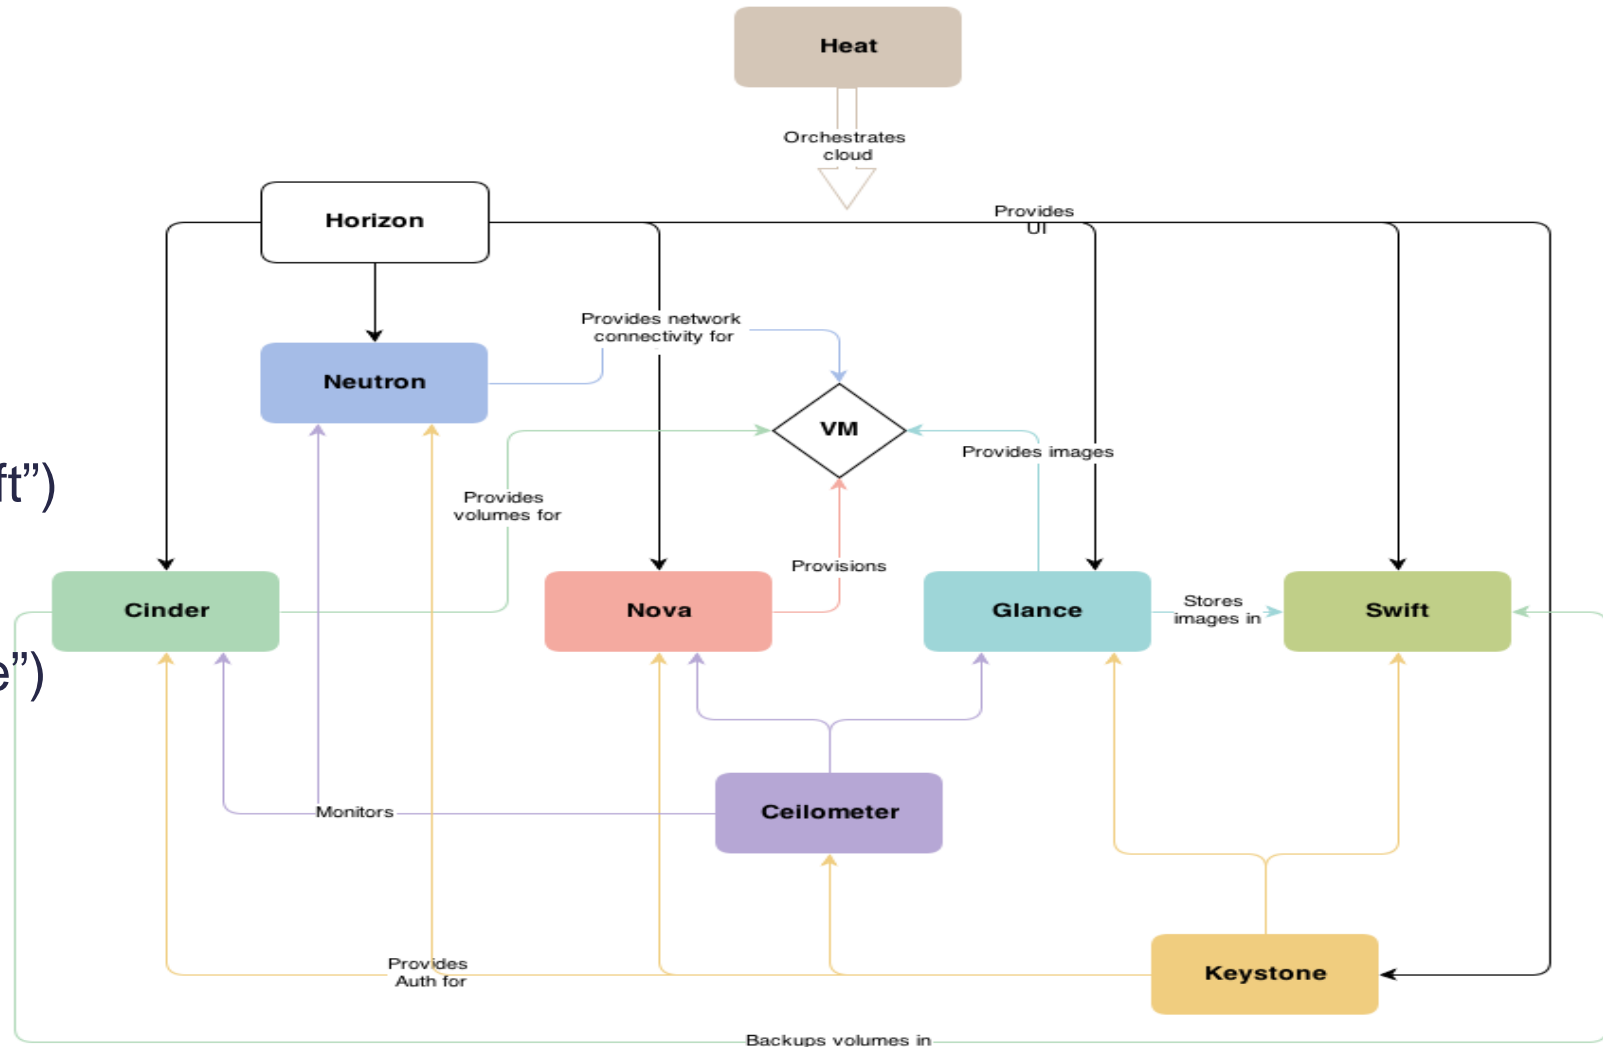 Heat
Orchestrates
cloud
Provides
UI
Horizon
Provides network
connectivity for
Neutron
VM
Provides images
ft”)
Provides
volumes for
Provisions
Cinder
Nova
Glance
Stores
images in
Swift
e”)
Monitors
Ceilometer
Provides
Auth for
Keystone
Backups volumes in